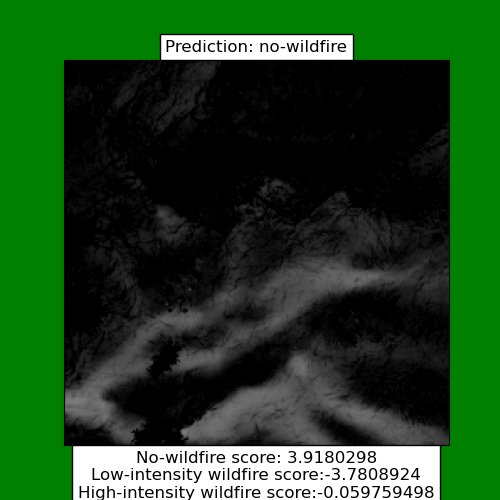 Prediction: no-wildfire
No-wildfire score: 3.9180298
Low-intensity wildfire score:-3.7808924
High-intensity wildfire score:-0.059759498